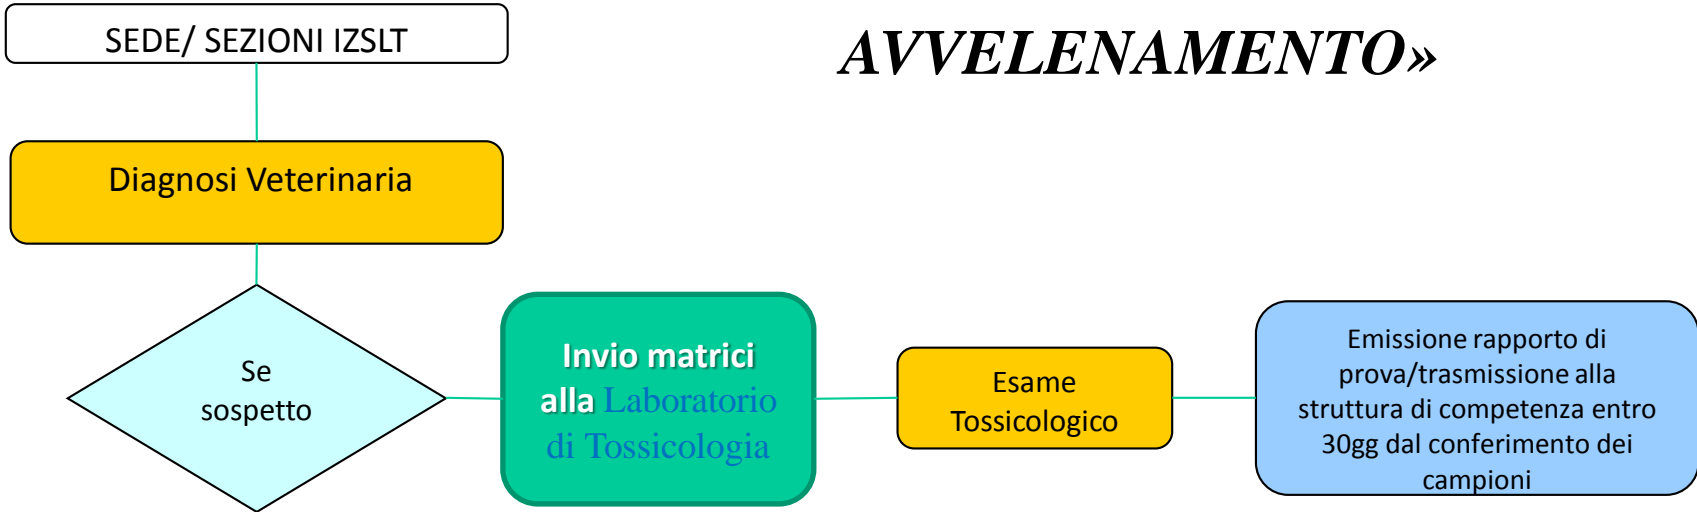 SEDE/ SEZIONI IZSLT
AVVELENAMENTO»
Diagnosi Veterinaria
Se
sospetto
Invio matrici
alla Laboratorio
di Tossicologia
Esame
Tossicologico
Emissione rapporto di
prova/trasmissione alla
struttura di competenza entro
30gg dal conferimento dei
campioni